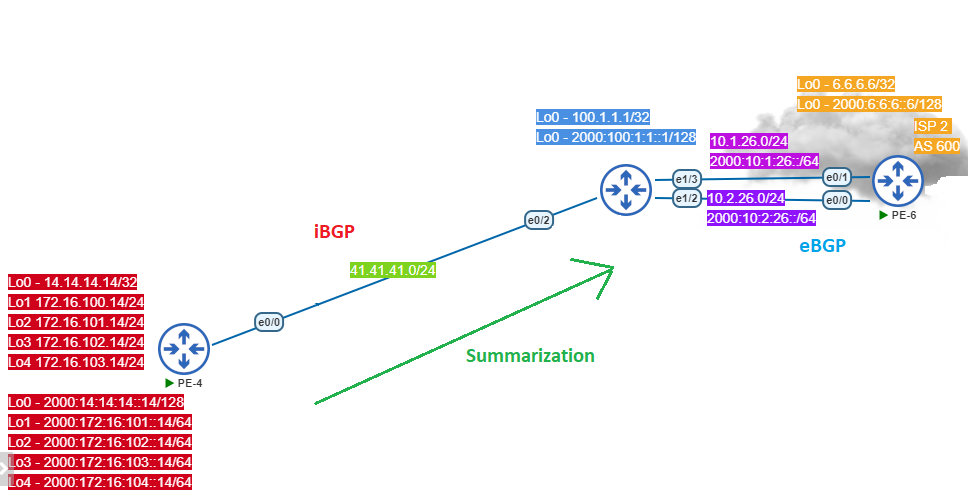 Lo0 - 6.6.6.6/32
Lo0 - 2000:6:6:6::6/128
ISP 2
AS 600
Lo0 - 100.1.1.1/32
Lo0 - 2000:100:1:1::1/128
10.1.26.0/24
2000:10:1:26::/64
e1/3
e0/1
e1/2
10.2.26.0/24
e0/0
2000:10:2:26::/64
PE-6
eBGP
e0/2
iBGP
41.41.41.0/24
Lo0 - 14.14.14.14/32
Lo1 172.16.100.14/24
Lo2 172.16.101.14/24
Lo3 172.16.102.14/24
Lo4 172.16.103.14/24
e0/0
PE-4
Summarization
Lo0 - 2000:14:14:14::14/128
Lo1 - 2000:172:16:101::14/64
Lo2 - 2000:172:16:102::14/64
Lo3 - 2000:172:16:103::14/64
Lo4 - 2000:172:16:104::14/64